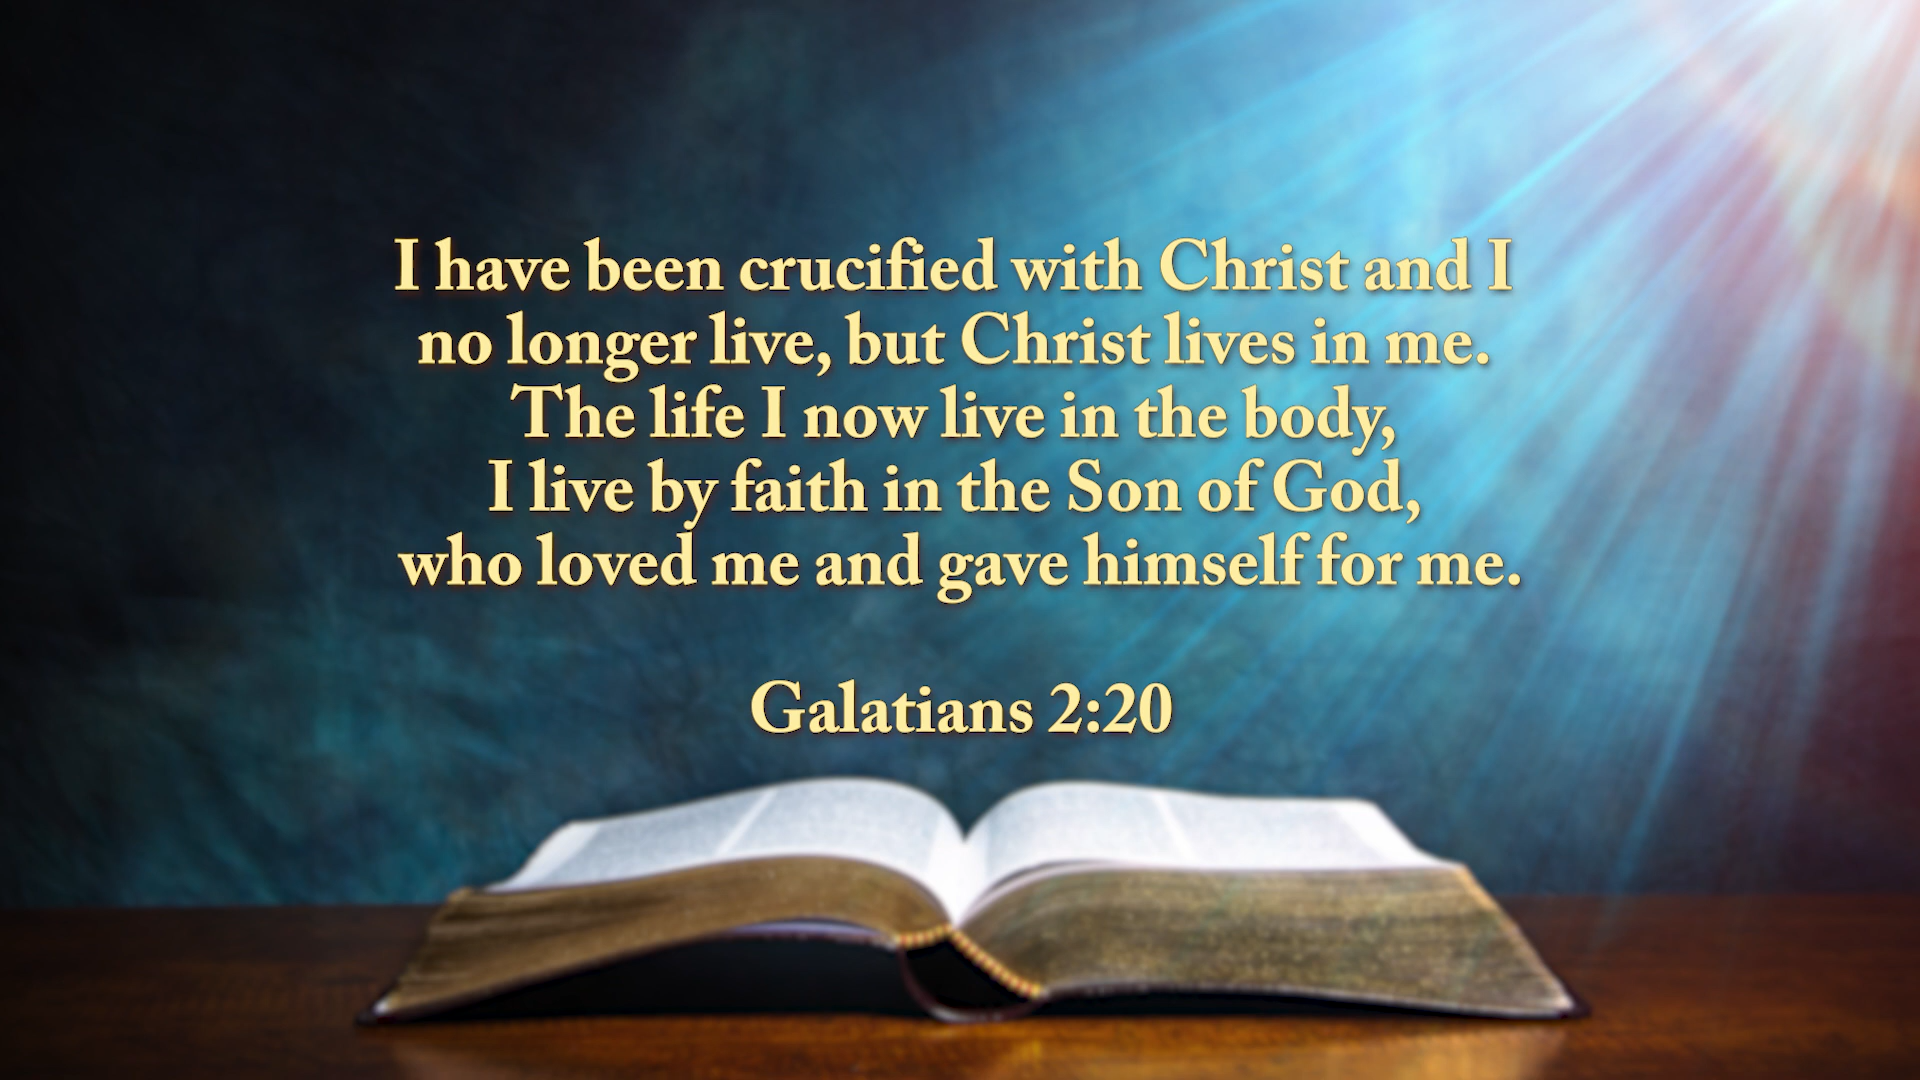 I have been crucified with Christ and I
no longer live, but Christ lives in me.
The life I now live in the body,
I live by faith in the Son of God,
who loved me and gave himself for me.
Galatians 2:20